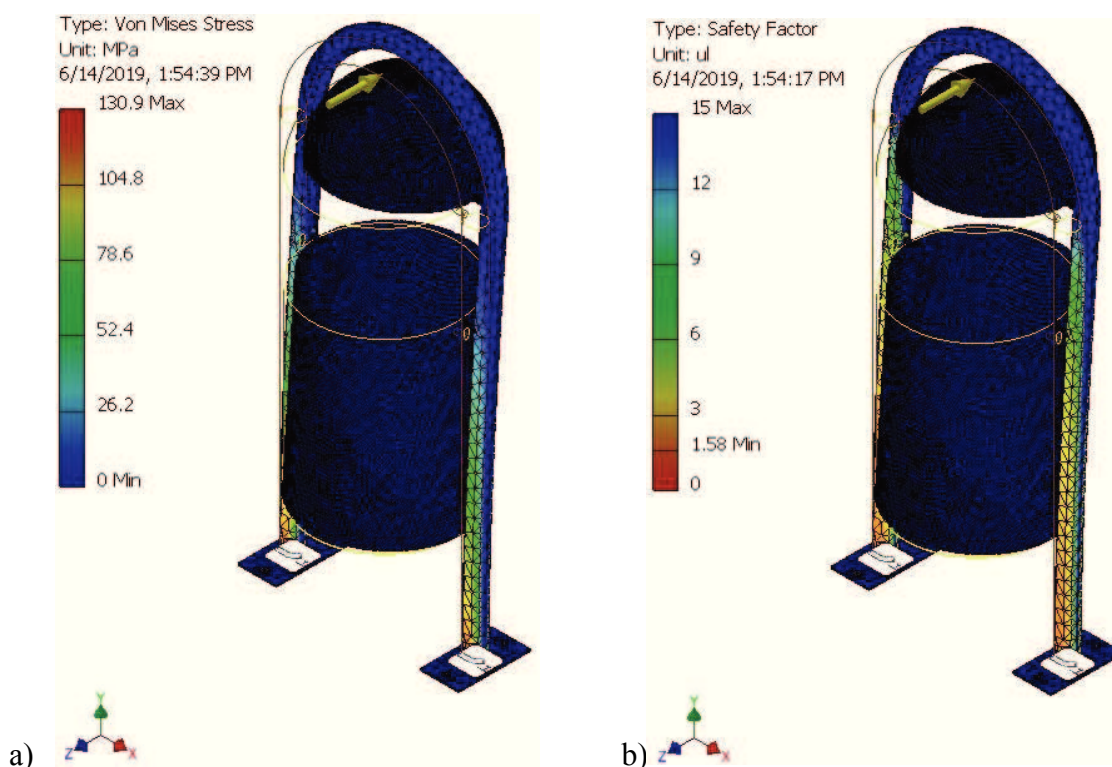 Type: Von Mises Stress
Unit: MPa
6/14/2019, 1:54:39 PM
130.9 Max
104.8
78.6
52.4
26.2
0 Min
Y
Z
X
a)
Type: Safety Factor
Unit: ul
6/14/2019, 1:54:17 PM
15 Max
12
9
6
3
1.58 Min
0
Y
Z
X
b)